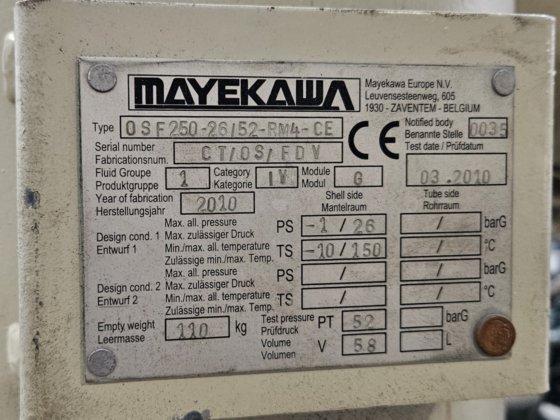 MAYEKAWA
Mayekawa Europe N.V.
Leuvensesteenweg, 605
1930 - ZAVENTEM - BELGIUM
Type OSF250-26/52-RM4-CE
CE
Notified body
Benannte Stelle 0035
Serial number
Fabricationsnum. CT/OS/FDV
Test date / Prüfdatum
03.2010
Fluid Groupe
Produktgruppe 1
Category
Kategorie IV
Module
Modul G
Year of fabrication
Herstellungsjahr 2010
Shell side
Mantelraum
Tube side
Rohrraum
Design cond. 1
Entwurf 1
Max. all. pressure
Max. zulässiger Druck PS -1 / 26 / barG
Min./max. all. temperature
Zulässige min./max. Temp. TS -10/150 / °C
Design cond. 2
Entwurf 2
Max. all. pressure
Max. zulässiger Druck PS / / barG
Min./max. all. temperature
Zulässige min./max. Temp. TS / / °C
Empty weight
Leermasse 110 kg
Test pressure
Prüfdruck PT 52 barG
Volume
Volumen V 58 L